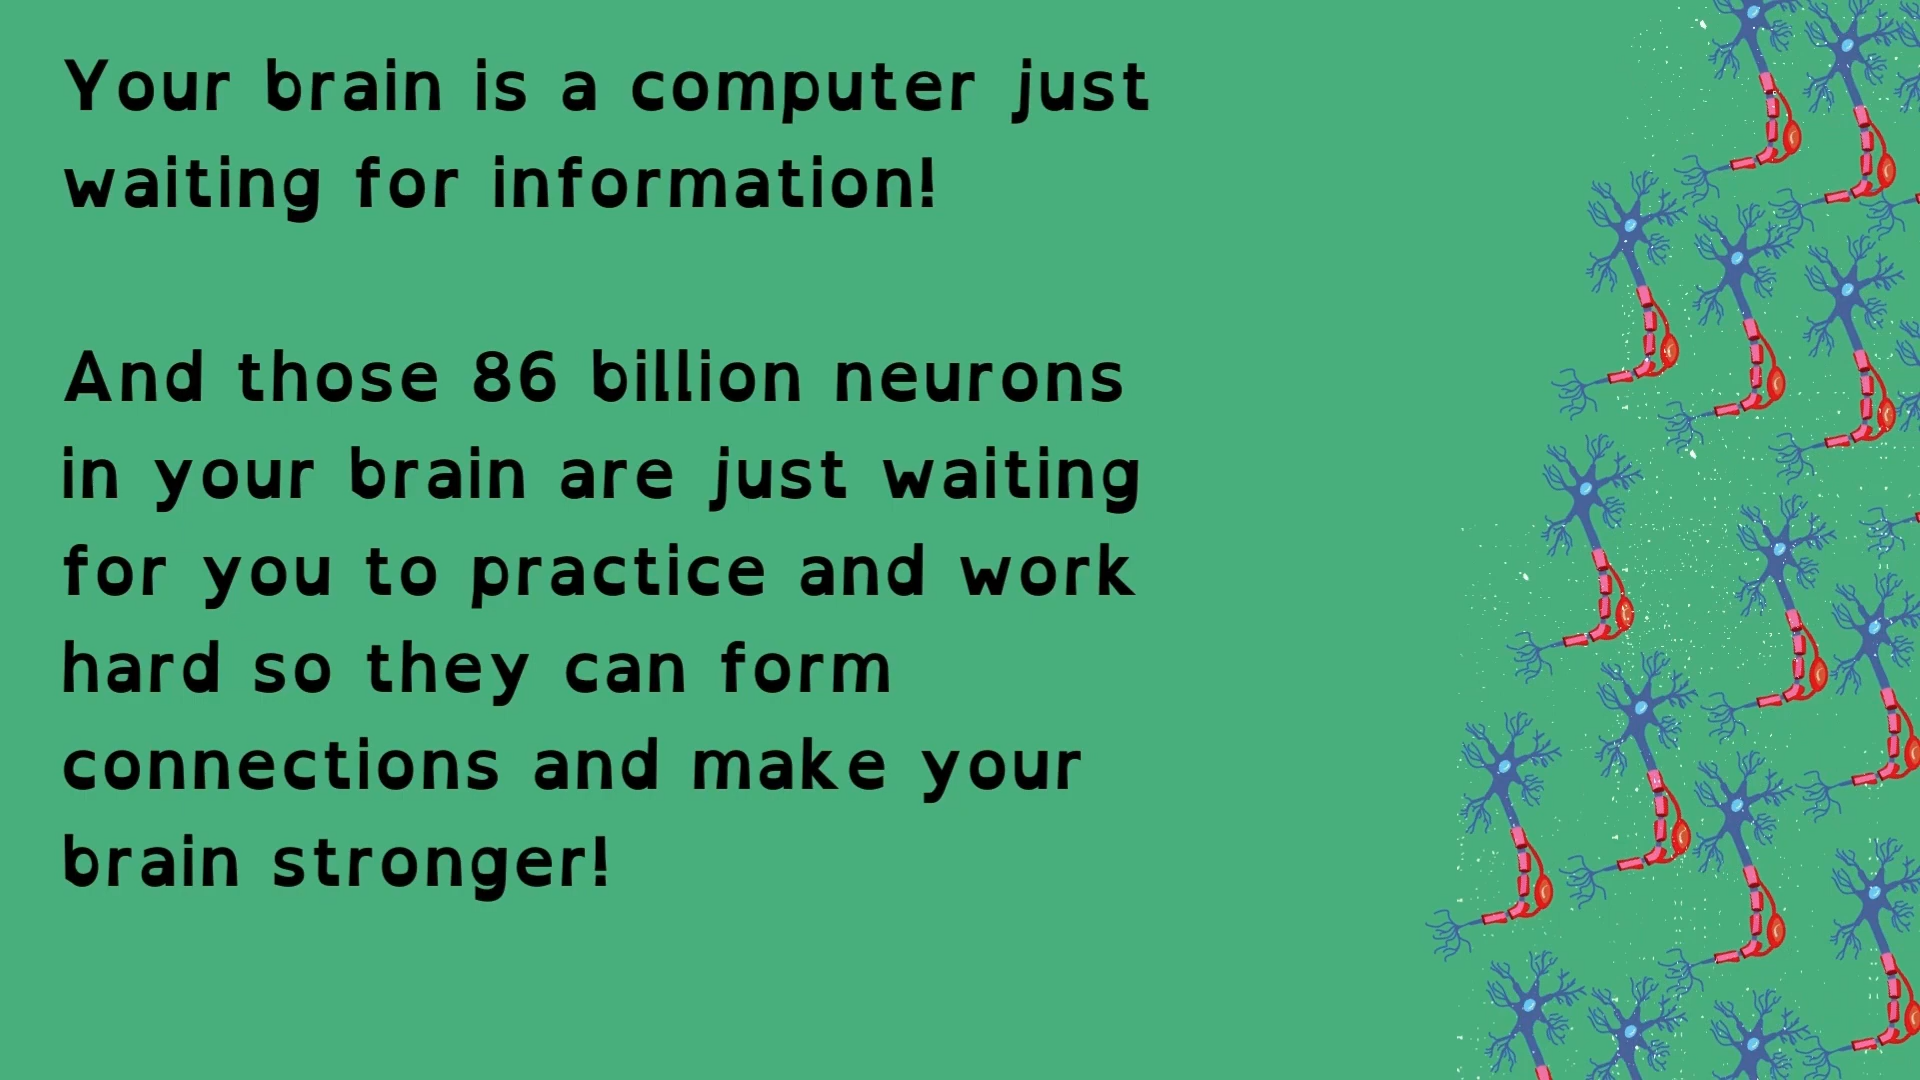 Your brain is a computer just
waiting for information!
And those 86 billion neurons
in your brain are just waiting
for you to practice and work
hard so they can form
connections and make your
brain stronger!